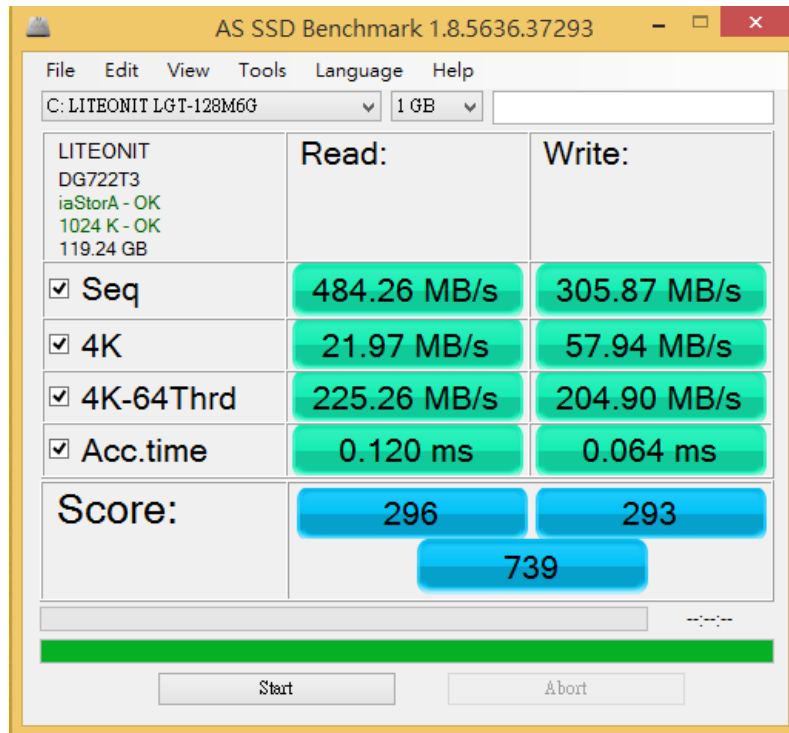 AS SSD Benchmark 1.8.5636.37293
File Edit View Tools Language Help
C: LITEONIT LGT-128M6G 1 GB
LITEONIT
DG722T3
iaStorA - OK
1024 K - OK
119.24 GB
Read: Write:
Seq 484.26 MB/s 305.87 MB/s
4K 21.97 MB/s 57.94 MB/s
4K-64Thrd 225.26 MB/s 204.90 MB/s
Acc.time 0.120 ms 0.064 ms
Score: 296 293
739
--:--:--
Start Abort